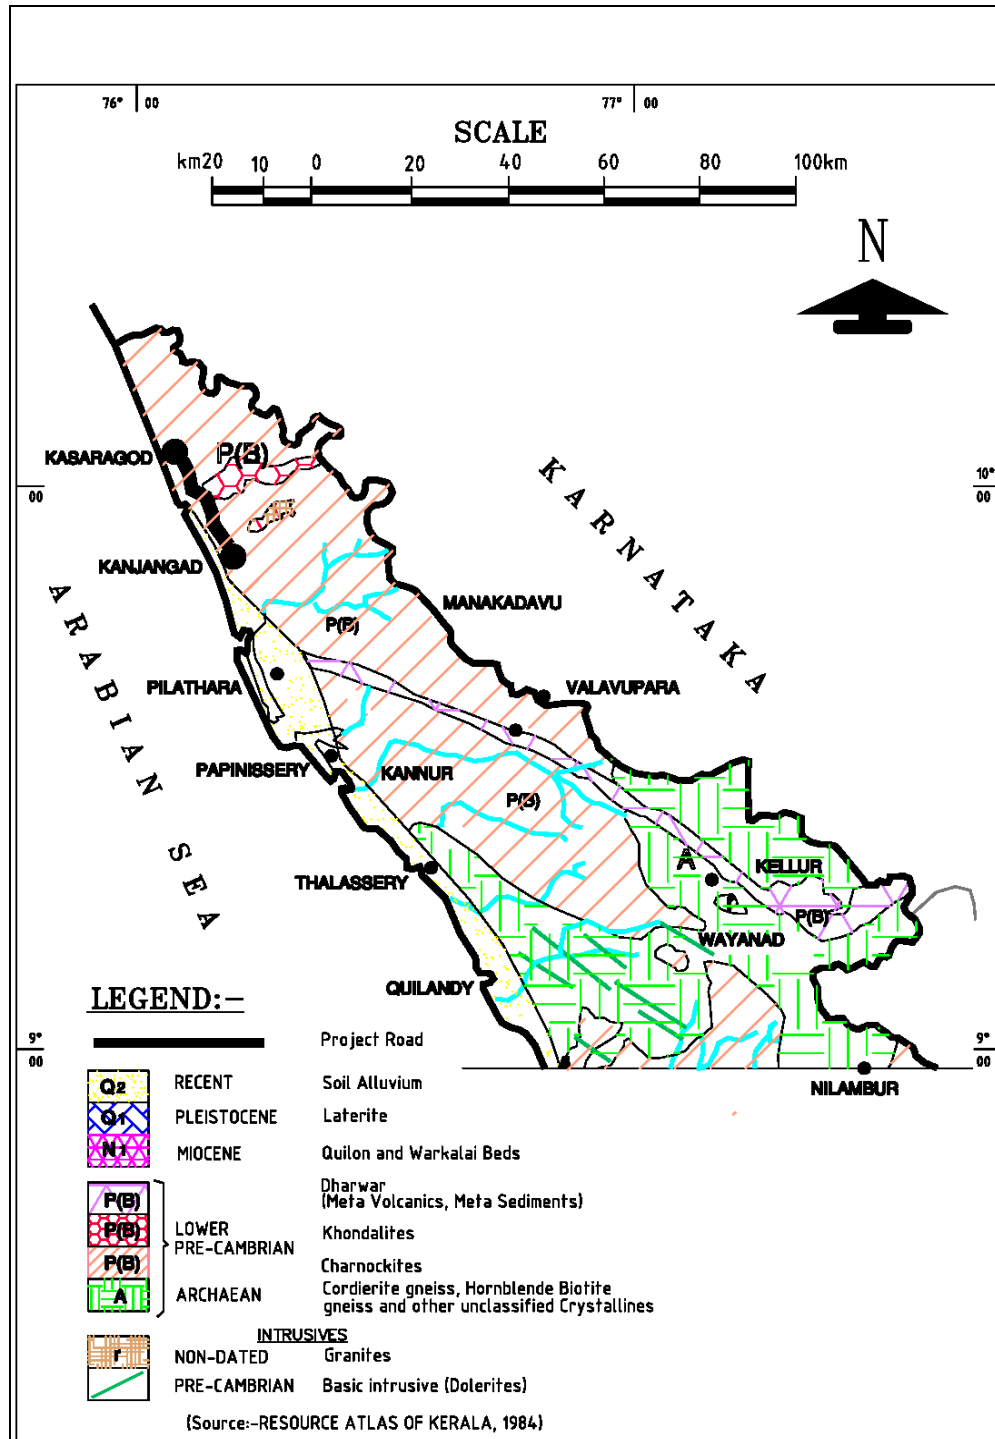 76° 00
77° 00
SCALE
km20 10 0 20 40 60 80 100km
N
P(B)
KASARAGOD
10°
00
00
KARNATAKA
KANJANGAD
ARABIAN SEA
MANAKADAVU
P(B)
PILATHARA
VALAVUPARA
PAPINISSERY
KANNUR
P(B)
A
KELLUR
THALASSERY
P(B)
WAYANAD
QUILANDY
LEGEND:-
9°
00
9°
00
NILAMBUR
Project Road
Q2 RECENT Soil Alluvium
Q1 PLEISTOCENE Laterite
N1 MIOCENE Quilon and Warkalai Beds
P(B) Dharwar
(Meta Volcanics, Meta Sediments)
P(B) LOWER
PRE-CAMBRIAN
Khondalites
P(B) Charnockites
A ARCHAEAN Cordierite gneiss, Hornblende Biotite
gneiss and other unclassified Crystallines
INTRUSIVES
r NON-DATED Granites
PRE-CAMBRIAN Basic intrusive (Dolerites)
(Source:-RESOURCE ATLAS OF KERALA, 1984)